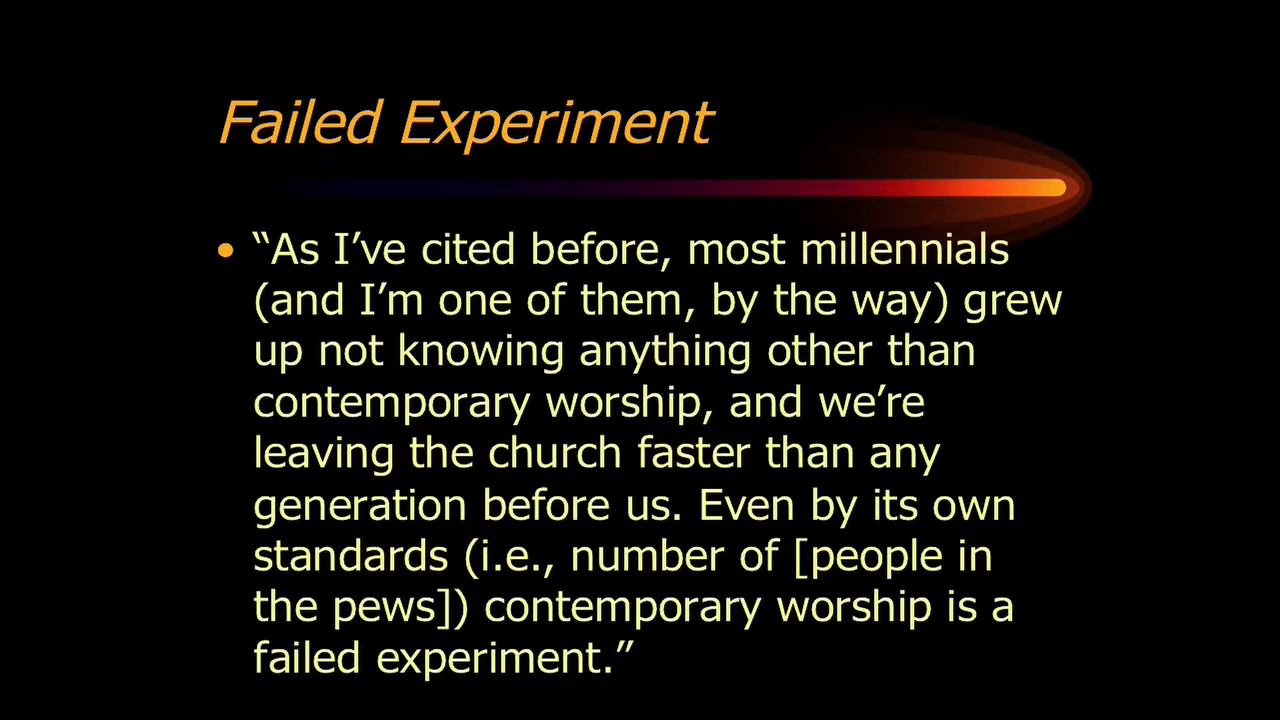 Failed Experiment
• “As I’ve cited before, most millennials
(and I’m one of them, by the way) grew
up not knowing anything other than
contemporary worship, and we’re
leaving the church faster than any
generation before us. Even by its own
standards (i.e., number of [people in
the pews]) contemporary worship is a
failed experiment.”